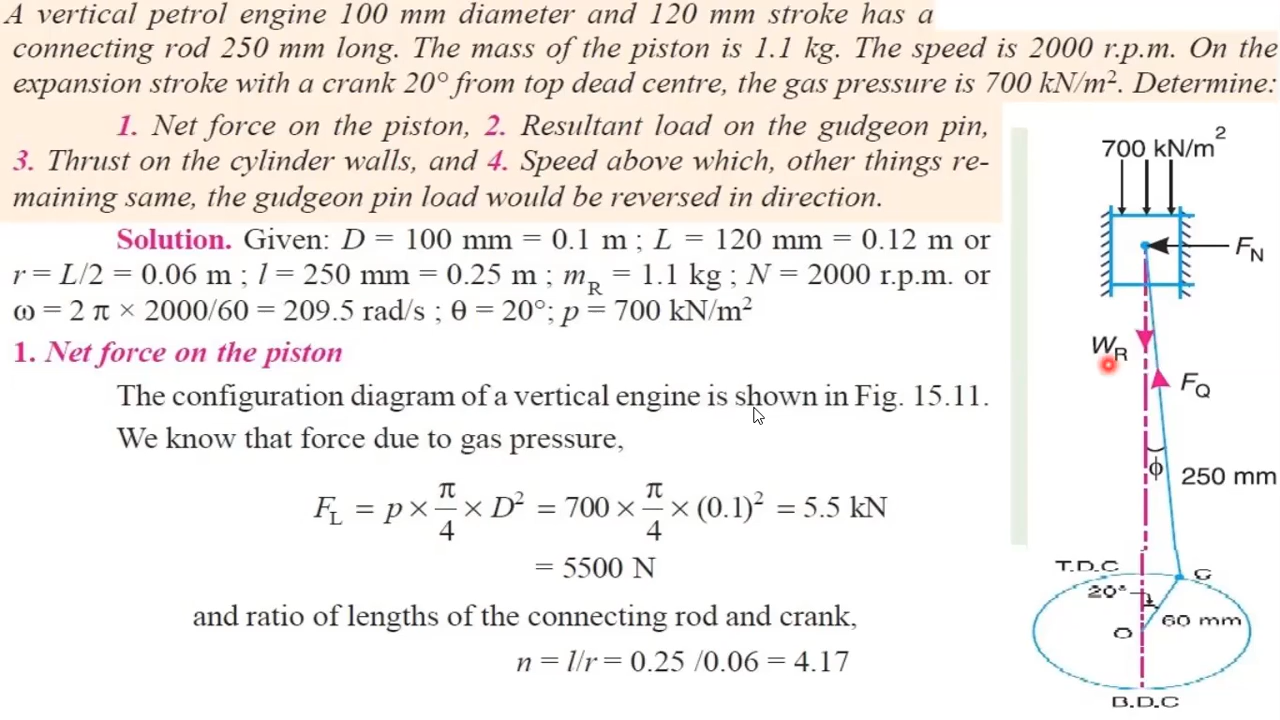 A vertical petrol engine 100 mm diameter and 120 mm stroke has a
connecting rod 250 mm long. The mass of the piston is 1.1 kg. The speed is 2000 r.p.m. On the
expansion stroke with a crank 20° from top dead centre, the gas pressure is 700 kN/m². Determine:
1. Net force on the piston, 2. Resultant load on the gudgeon pin,
3. Thrust on the cylinder walls, and 4. Speed above which, other things re-
maining same, the gudgeon pin load would be reversed in direction.
Solution. Given: D = 100 mm = 0.1 m ; L = 120 mm = 0.12 m or
r = L/2 = 0.06 m ; l = 250 mm = 0.25 m ; m_R = 1.1 kg ; N = 2000 r.p.m. or
ω = 2 π × 2000/60 = 209.5 rad/s ; θ = 20°; p = 700 kN/m²
1. Net force on the piston
The configuration diagram of a vertical engine is shown in Fig. 15.11.
We know that force due to gas pressure,
F_L = p × π/4 × D² = 700 × π/4 × (0.1)² = 5.5 kN
= 5500 N
and ratio of lengths of the connecting rod and crank,
n = l/r = 0.25 /0.06 = 4.17
700 kN/m²
F_N
W_R
F_Q
ϕ
250 mm
T.D.C
C
20°
60 mm
O
B.D.C